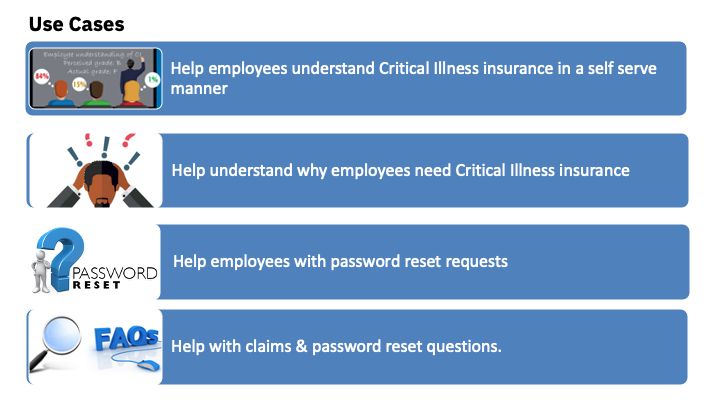 Use Cases
Employee understanding of CI
Perceived grade: B
Actual grade: F
84%
15%
1%
Help employees understand Critical Illness insurance in a self serve
manner
Help understand why employees need Critical Illness insurance
?
PASSWORD
RESET
Help employees with password reset requests
FAQs
Help with claims & password reset questions.